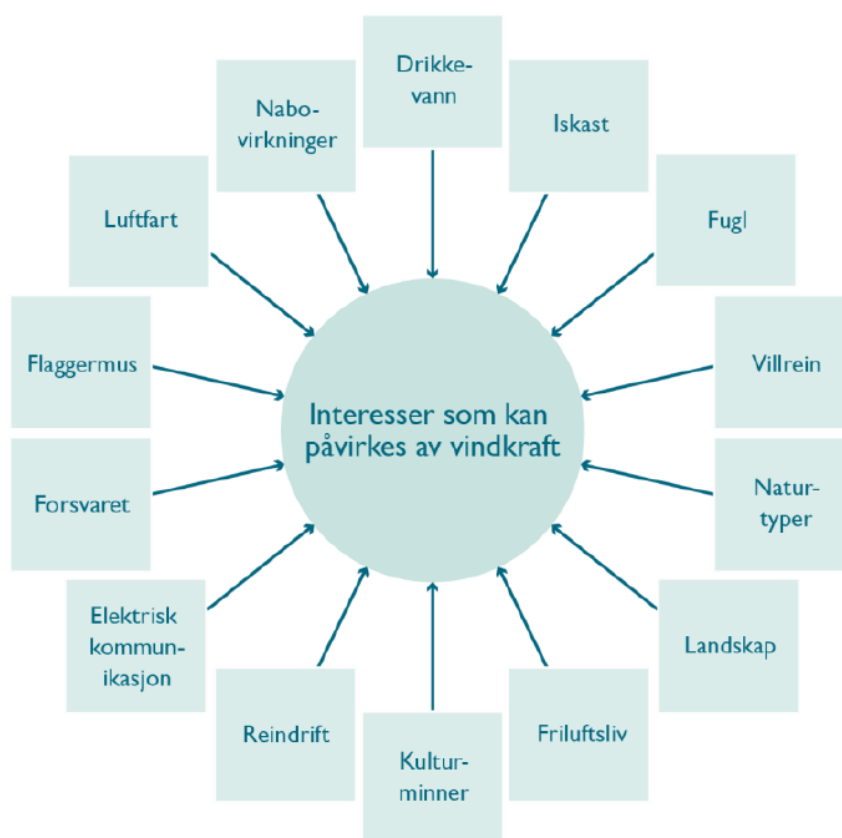 Drikke-
vann
Nabo-
virkninger
Iskast
Luftfart
Fugl
Flaggermus
Villrein
Interesser som kan
påvirkes av vindkraft
Forsvaret
Natur-
typer
Elektrisk
kommun-
ikasjon
Landskap
Reindrift
Friluftsliv
Kultur-
minner